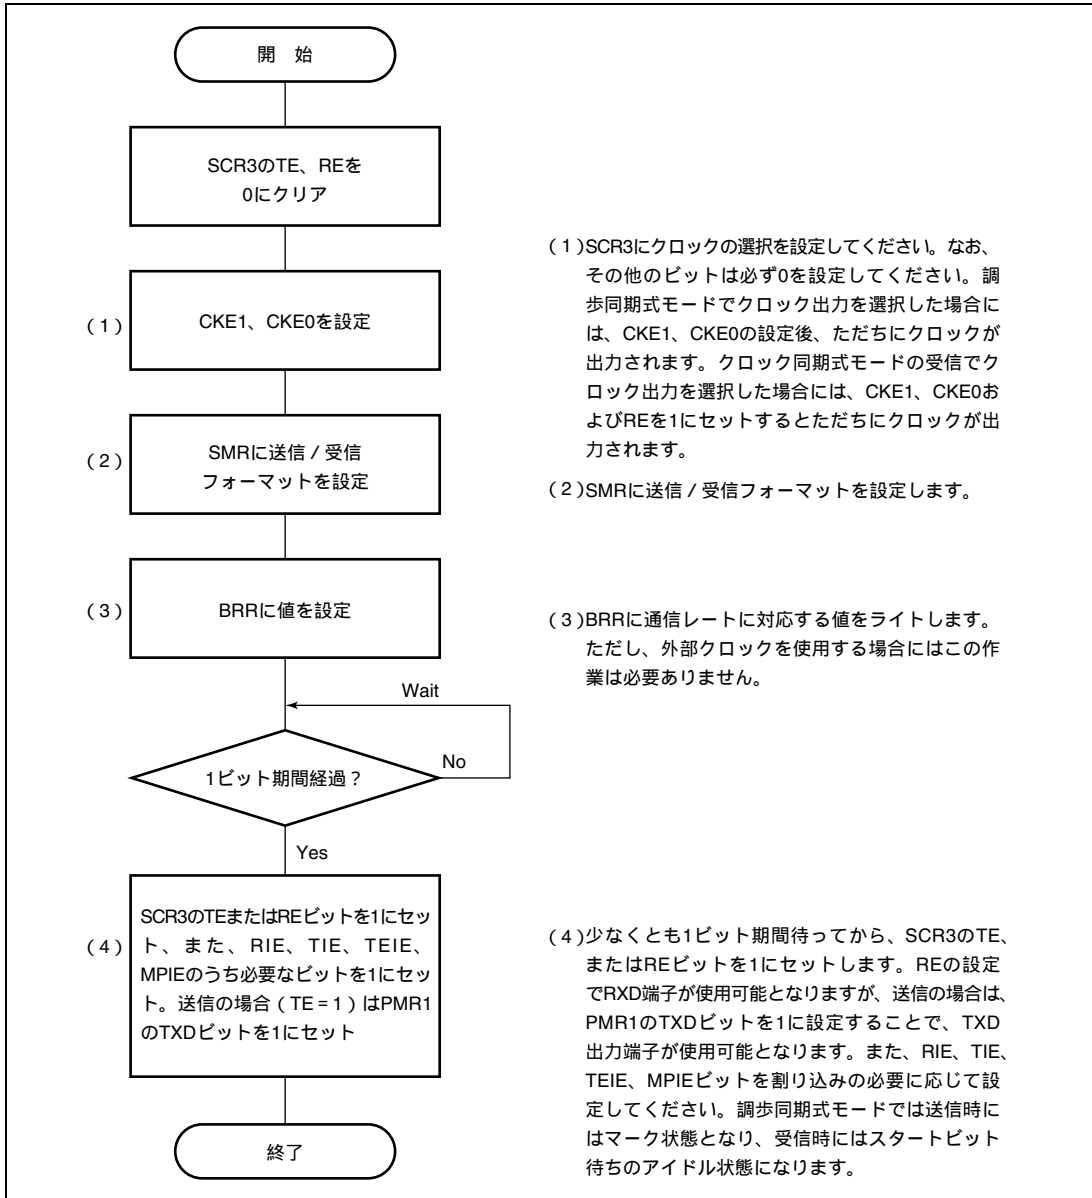 開 始
SCR3のTE、REを
0にクリア
(1)
CKE1、CKE0を設定
(2)
SMRに送信/受信
フォーマットを設定
(3)
BRRに値を設定
Wait
1ビット期間経過?
No
Yes
(4)
SCR3のTEまたはREビットを1にセッ
ト、また、RIE、TIE、TEIE、
MPIEのうち必要なビットを1にセッ
ト。送信の場合(TE=1)はPMR1
のTXDビットを1にセット
終了
(1)SCR3にクロックの選択を設定してください。なお、
その他のビットは必ず0を設定してください。調
歩同期式モードでクロック出力を選択した場合に
は、CKE1、CKE0の設定後、ただちにクロックが
出力されます。クロック同期式モードの受信でク
ロック出力を選択した場合には、CKE1、CKE0お
よびREを1にセットするとただちにクロックが出
力されます。
(2)SMRに送信/受信フォーマットを設定します。
(3)BRRに通信レートに対応する値をライトします。
ただし、外部クロックを使用する場合にはこの作
業は必要ありません。
(4)少なくとも1ビット期間待ってから、SCR3のTE、
またはREビットを1にセットします。REの設定
でRXD端子が使用可能となりますが、送信の場合は、
PMR1のTXDビットを1に設定することで、TXD
出力端子が使用可能となります。また、RIE、TIE、
TEIE、MPIEビットを割り込みの必要に応じて設
定してください。調歩同期式モードでは送信時に
はマーク状態となり、受信時にはスタートビット
待ちのアイドル状態になります。